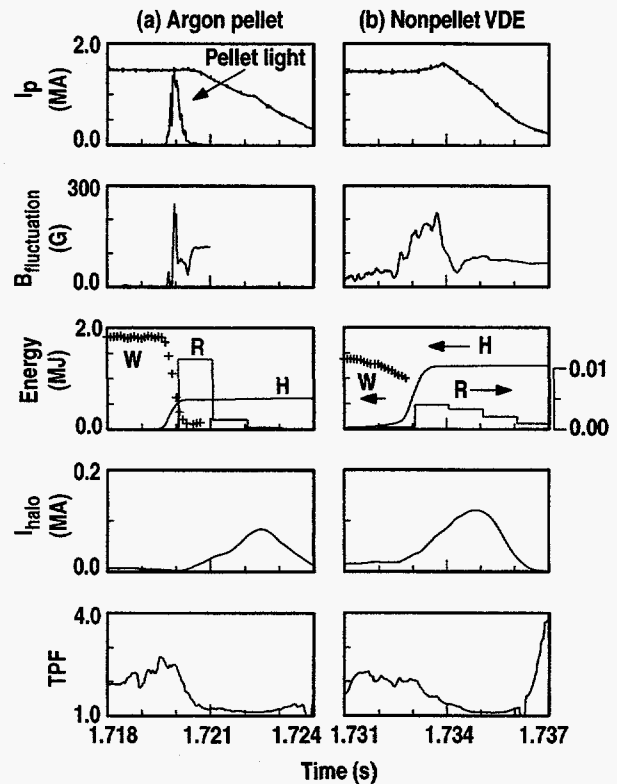 (a) Argon pellet
(b) Nonpellet VDE
2.0
Ip
(MA)
0.0
Pellet light
300
Bfluctuation
(G)
0.0
2.0
Energy
(MJ)
0.0
W
R
H
W
H
R
0.01
0.00
0.2
Ihalo
(MA)
0.0
4.0
TPF
1.0
1.718 1.721 1.724
1.731 1.734 1.737
Time (s)